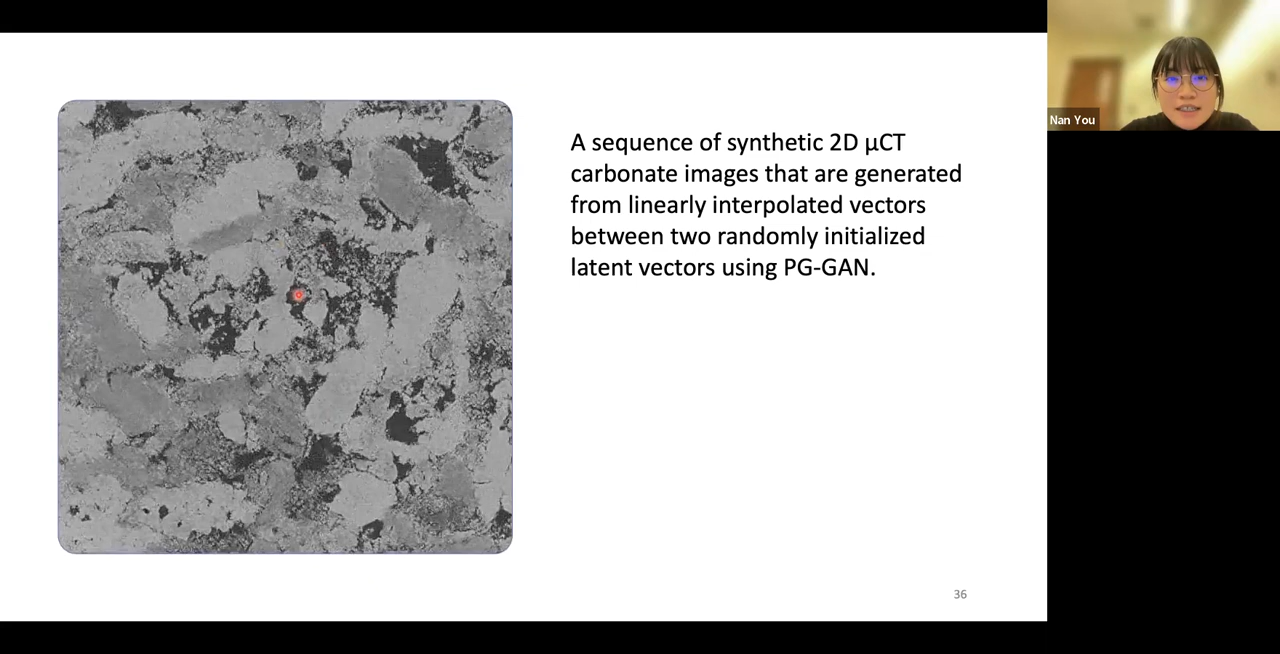 A sequence of synthetic 2D μCT
carbonate images that are generated
from linearly interpolated vectors
between two randomly initialized
latent vectors using PG-GAN.
Nan You
36